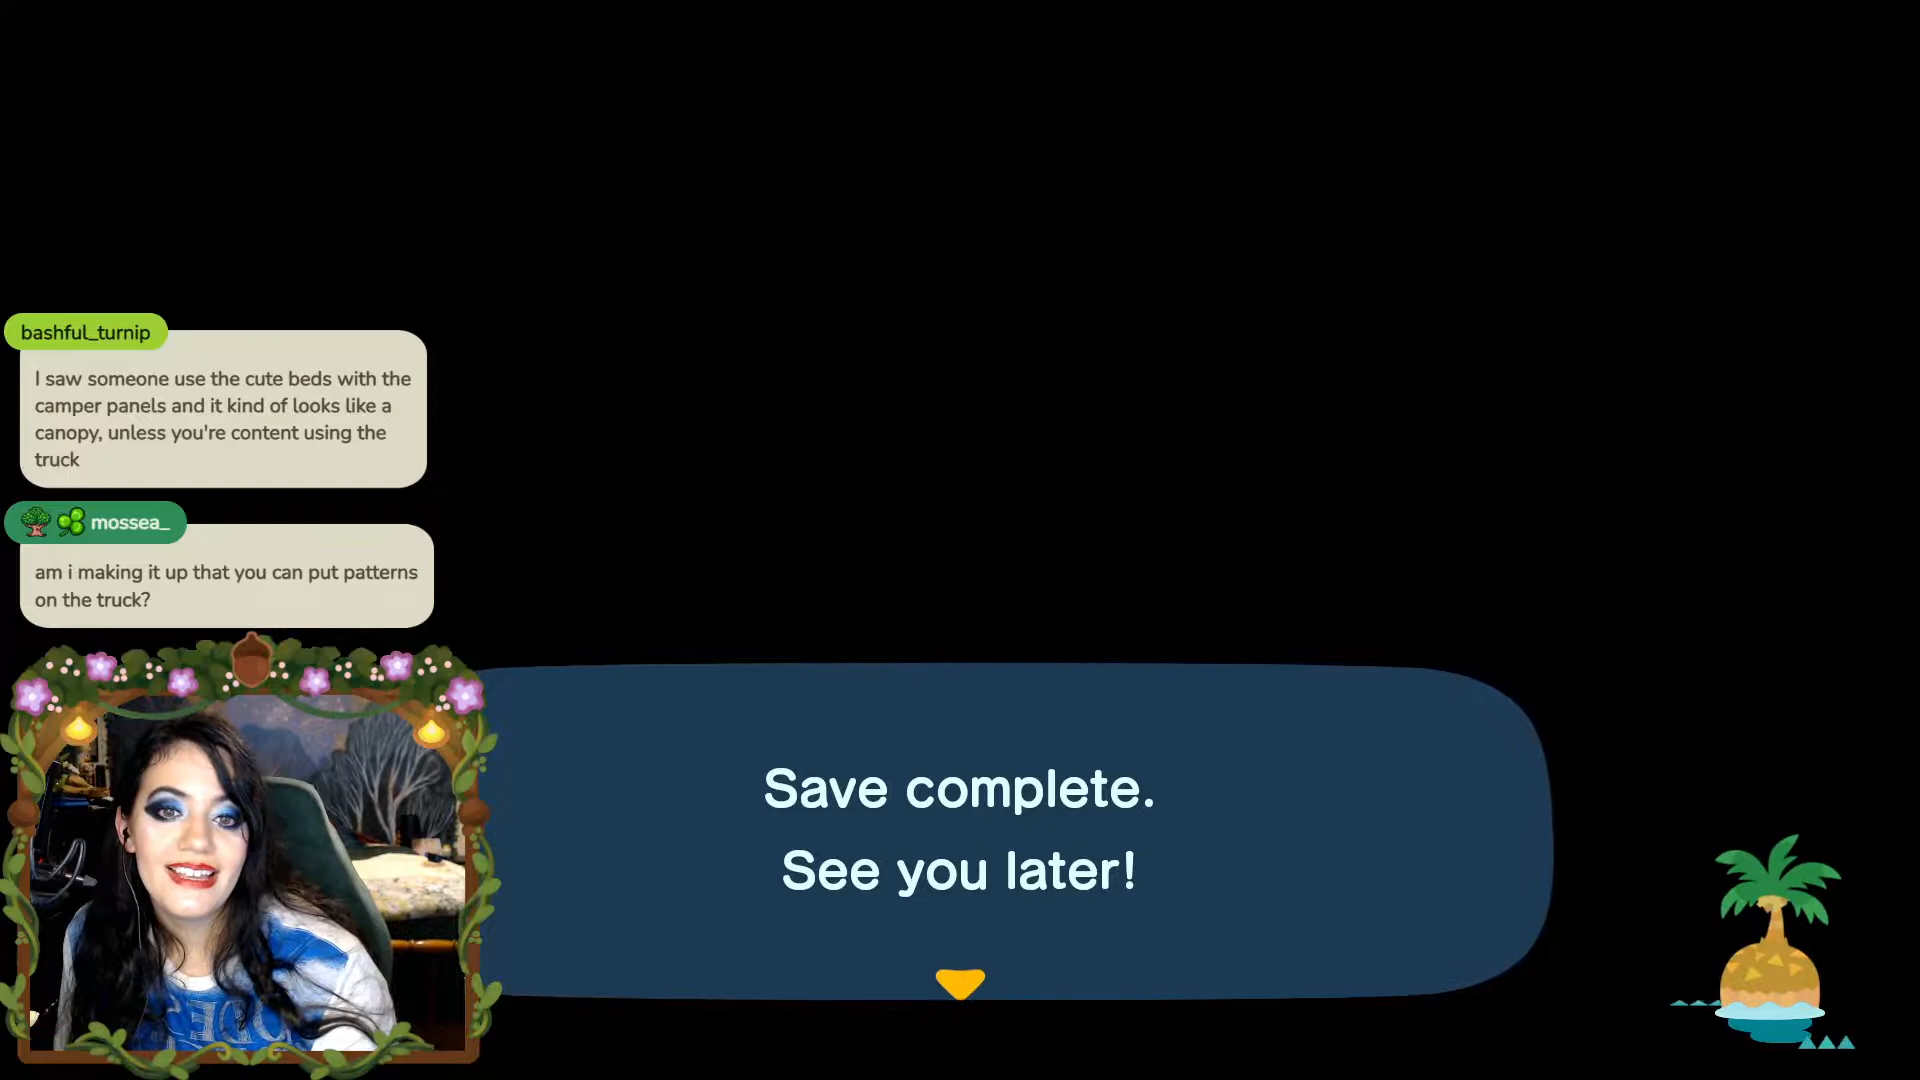 bashful_turnip
I saw someone use the cute beds with the
camper panels and it kind of looks like a
canopy, unless you're content using the
truck
mossea_
am i making it up that you can put patterns
on the truck?
Save complete.
See you later!